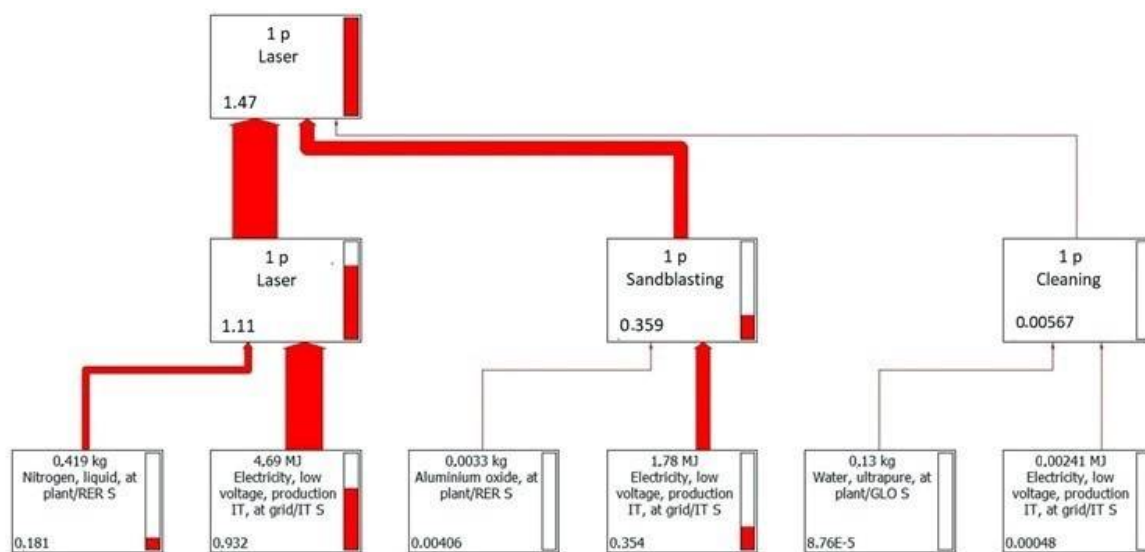 1 p
Laser
1.47
1 p
Laser
1.11
1 p
Sandblasting
0.359
1 p
Cleaning
0.00567
0.419 kg
Nitrogen, liquid, at
plant/RER S
0.181
4.69 MJ
Electricity, low
voltage, production
IT, at grid/IT S
0.932
0.0033 kg
Aluminium oxide, at
plant/RER S
0.00406
1.78 MJ
Electricity, low
voltage, production
IT, at grid/IT S
0.354
0.13 kg
Water, ultrapure, at
plant/GLO S
8.76E-5
0.00241 MJ
Electricity, low
voltage, production
IT, at grid/IT S
0.00048